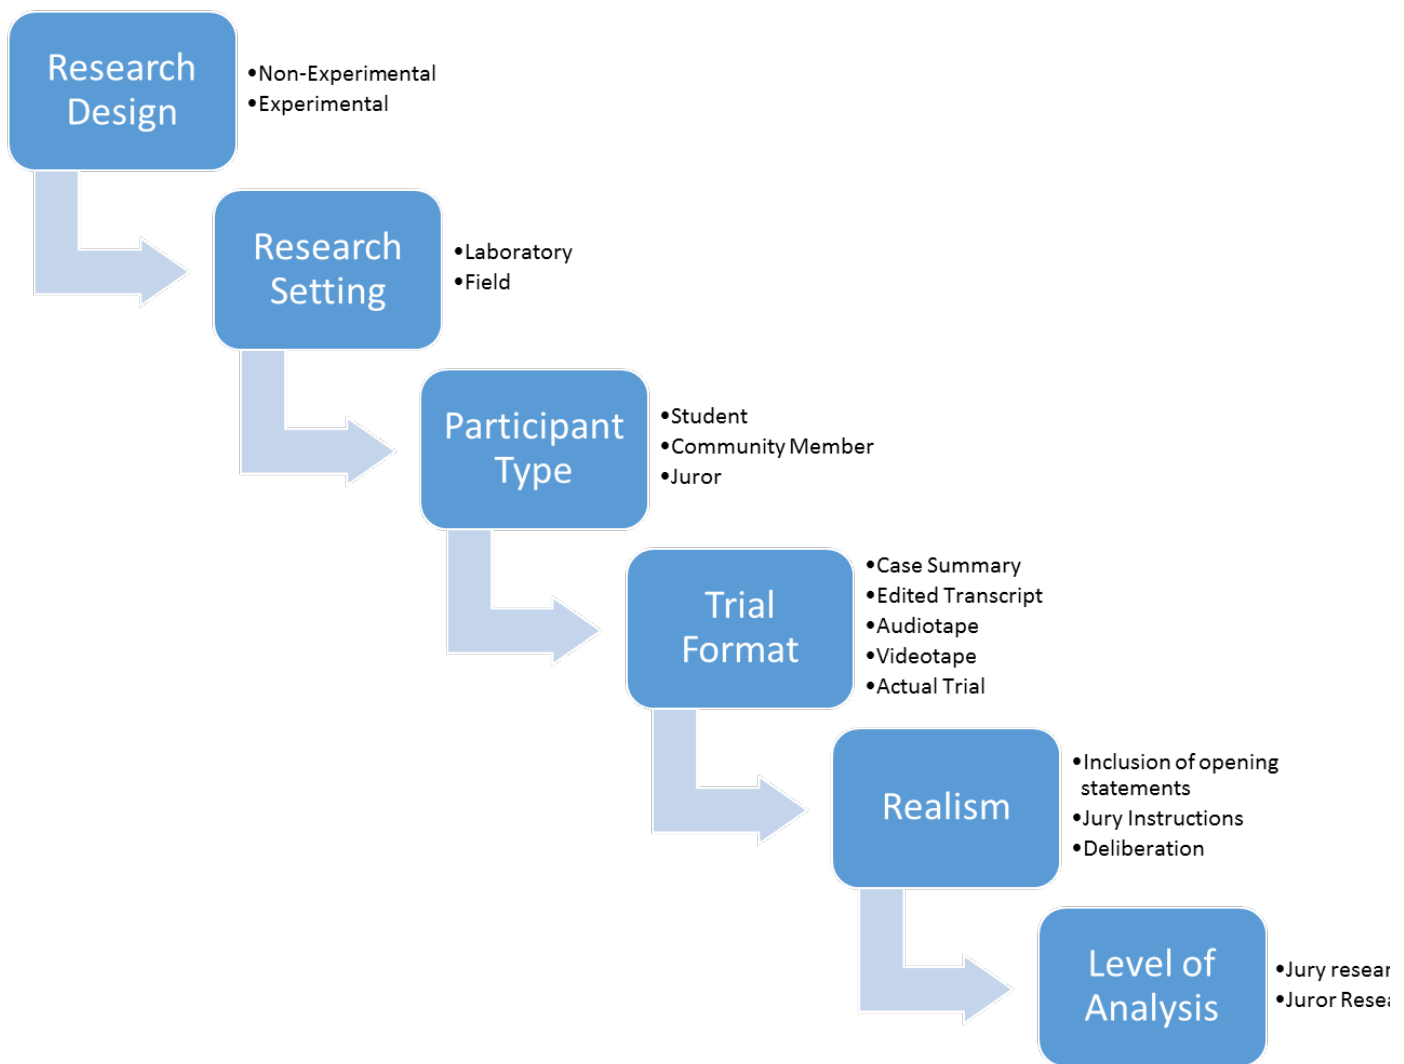 Research
Design
•Non-Experimental
•Experimental
Research
Setting
•Laboratory
•Field
Participant
Type
•Student
•Community Member
•Juror
Trial
Format
•Case Summary
•Edited Transcript
•Audiotape
•Videotape
•Actual Trial
Realism
•Inclusion of opening
statements
•Jury Instructions
•Deliberation
Level of
Analysis
•Jury
•Juror